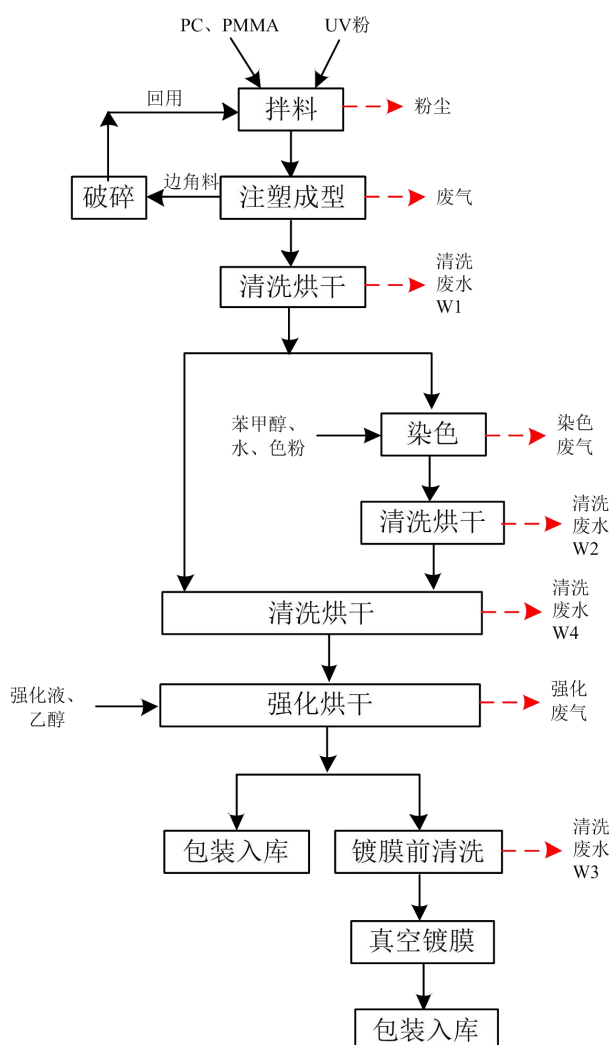 PC、PMMA
UV粉
回用
拌料
粉尘
破碎
边角料
注塑成型
废气
清洗烘干
清洗
废水
W1
苯甲醇、
水、色粉
染色
染色
废气
清洗烘干
清洗
废水
W2
清洗烘干
清洗
废水
W4
强化液、
乙醇
强化烘干
强化
废气
包装入库
镀膜前清洗
清洗
废水
W3
真空镀膜
包装入库